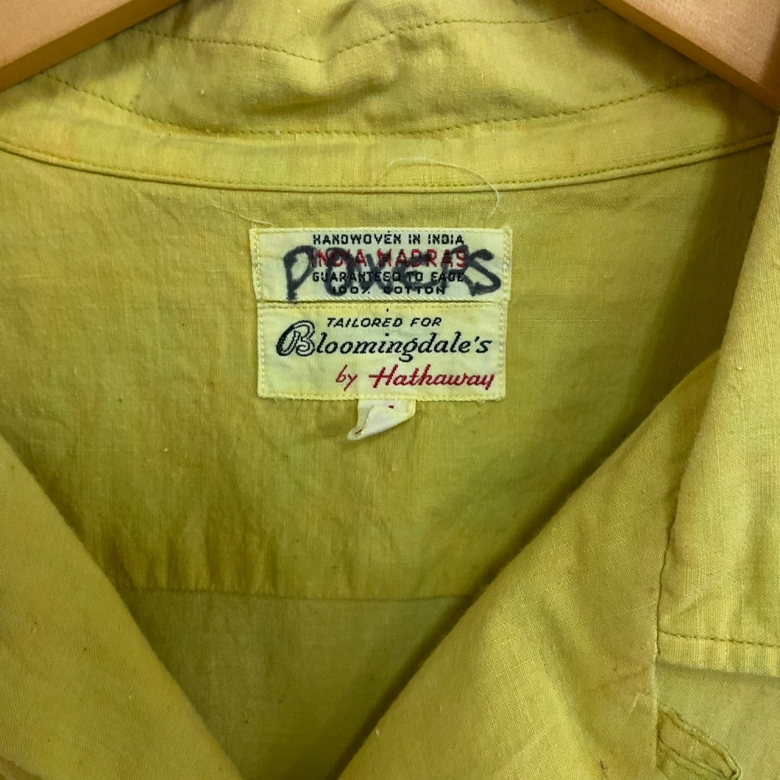 HANDWOVEN IN INDIA
INDIA MADRAS
POWERS
GUARANTEED TO FADE
100% COTTON
TAILORED FOR
Bloomingdale's
by Hathaway